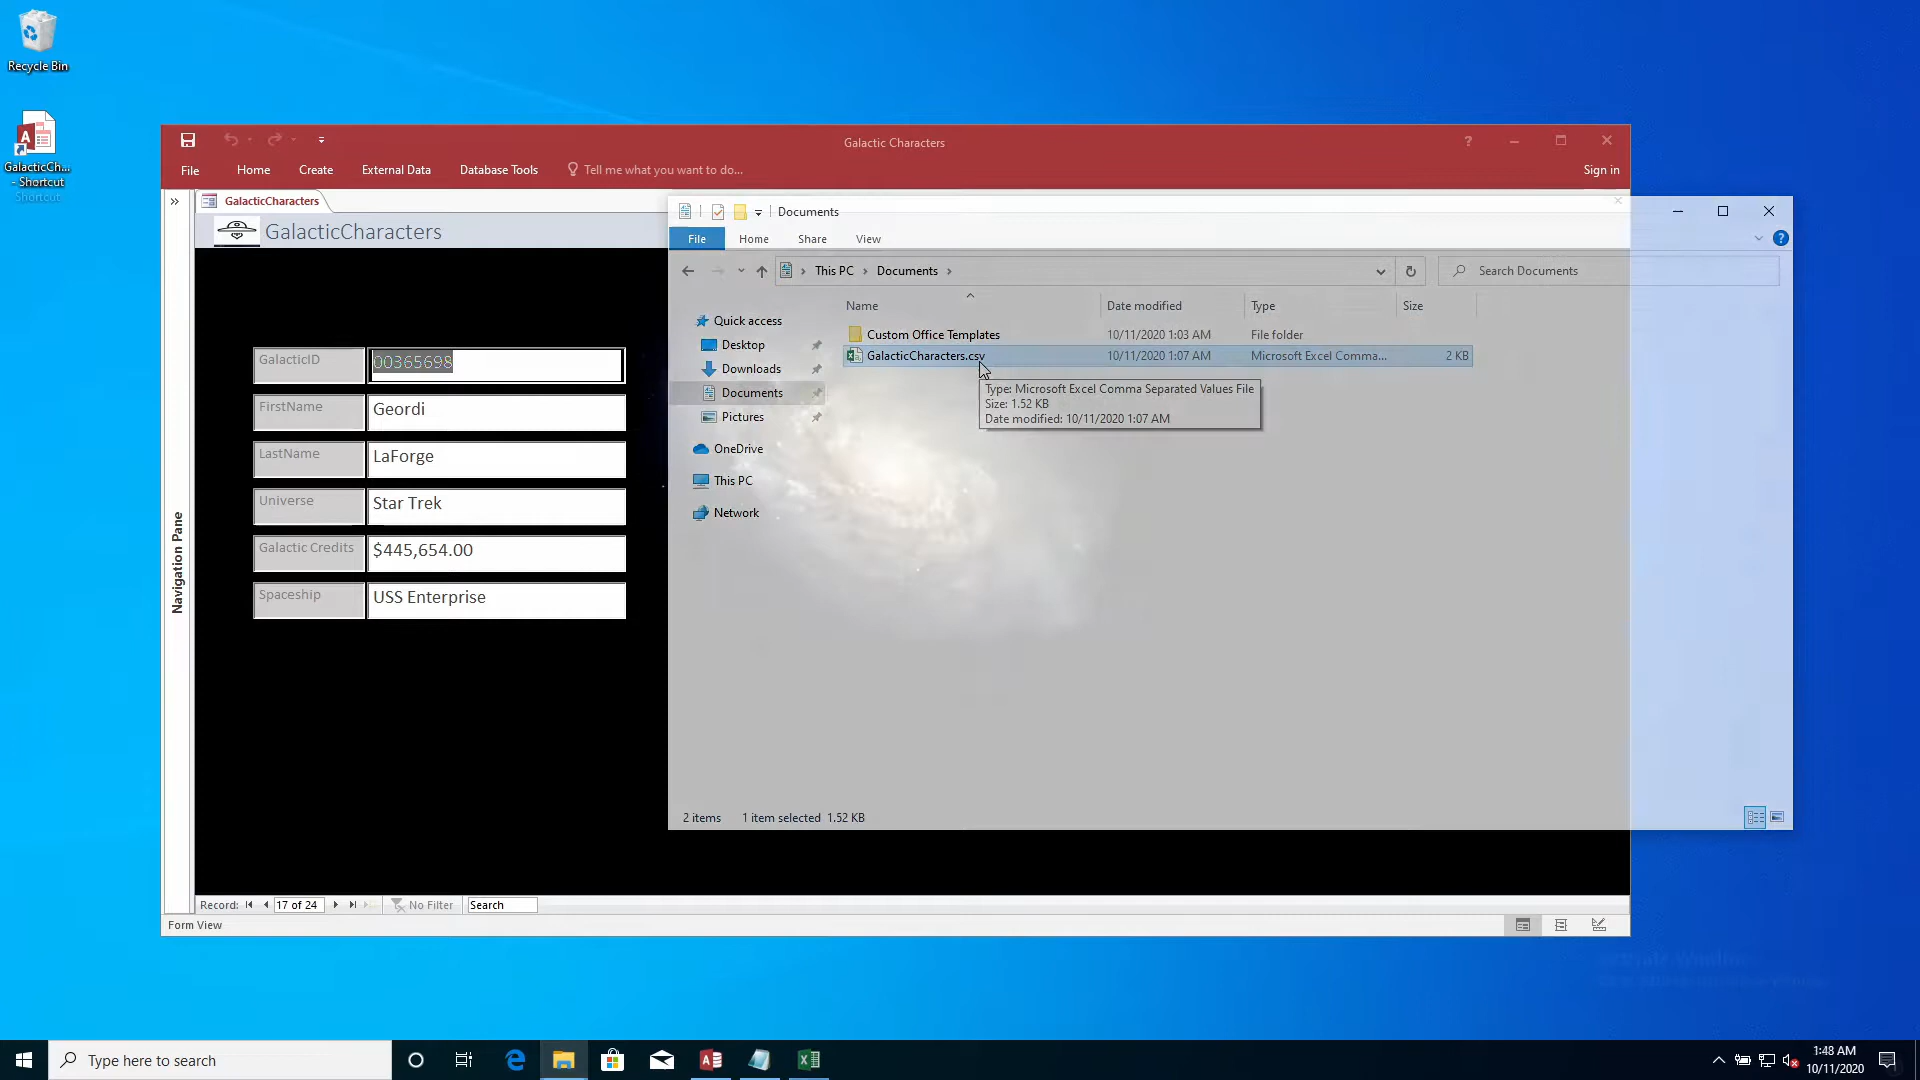 Recycle Bin
GalacticCh...
- Shortcut
Shortcut
Galactic Characters
File
Home
Create
External Data
Database Tools
Tell me what you want to do...
Sign in
GalacticCharacters
GalacticCharacters
Navigation Pane
GalacticID
00365698
FirstName
Geordi
LastName
LaForge
Universe
Star Trek
Galactic Credits
$445,654.00
Spaceship
USS Enterprise
Record:
17 of 24
No Filter
Search
Form View
Documents
File
Home
Share
View
This PC
Documents
Search Documents
Name
Date modified
Type
Size
Quick access
Desktop
Downloads
Documents
Pictures
OneDrive
This PC
Network
Custom Office Templates
10/11/2020 1:03 AM
File folder
GalacticCharacters.csv
10/11/2020 1:07 AM
Microsoft Excel Comma...
2 KB
Type: Microsoft Excel Comma Separated Values File
Size: 1.52 KB
Date modified: 10/11/2020 1:07 AM
2 items
1 item selected 1.52 KB
Type here to search
1:48 AM
10/11/2020